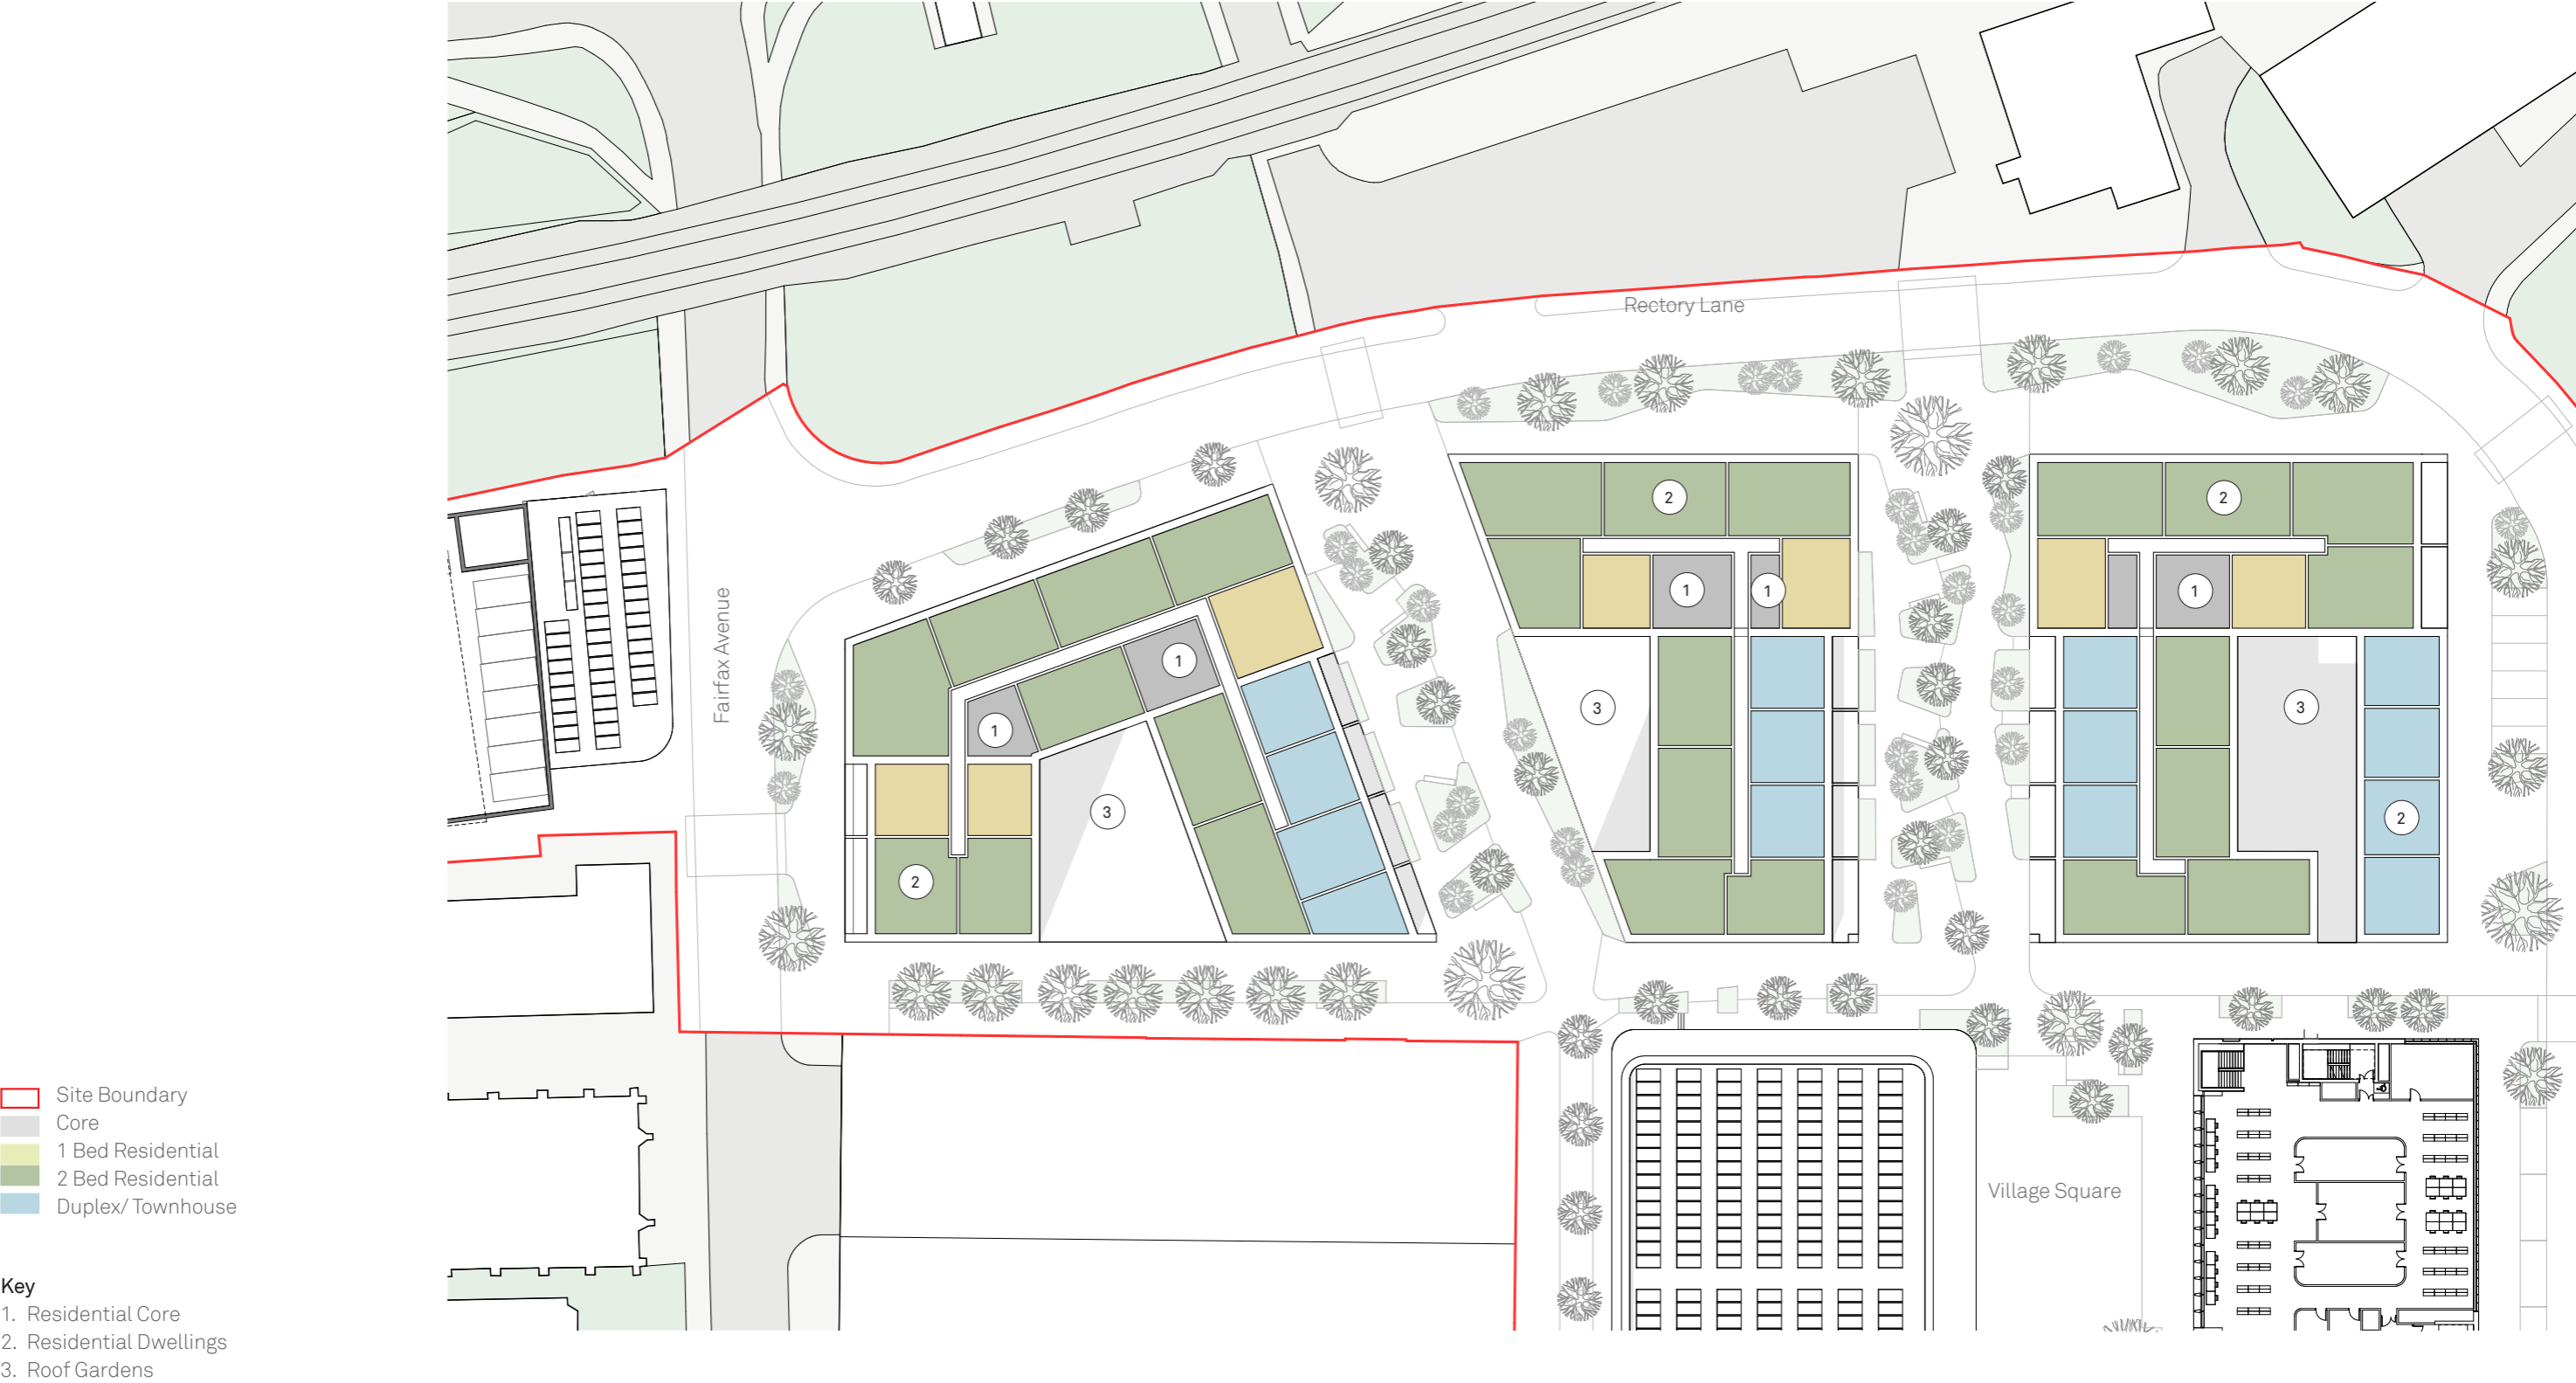 Rectory Lane
2
2
1
1
1
Fairfax Avenue
1
1
3
3
3
2
2
Site Boundary
Core
1 Bed Residential
2 Bed Residential
Duplex/ Townhouse
Village Square
Key
1. Residential Core
2. Residential Dwellings
3. Roof Gardens